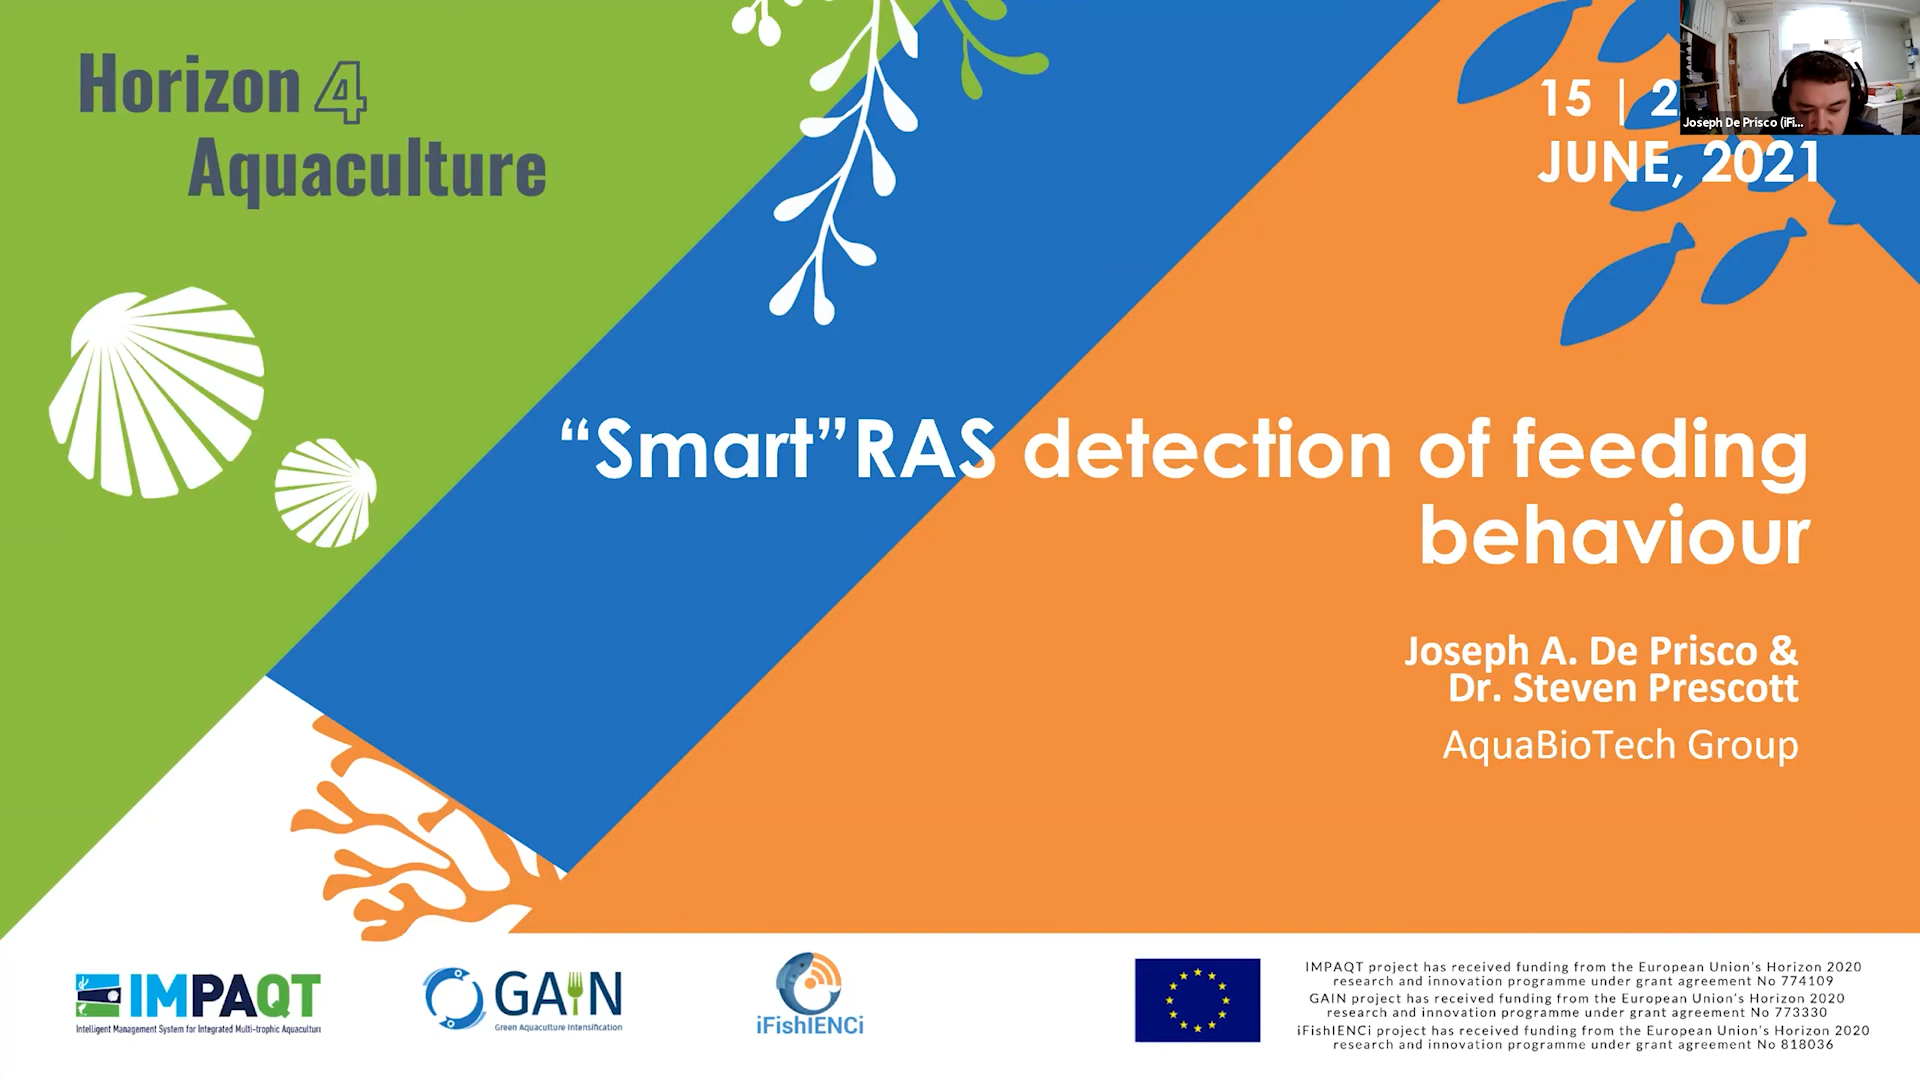 Horizon 4
Aquaculture
15 | 2
JUNE, 2021
Joseph De Prisco (iFi...
“Smart”RAS detection of feeding
behaviour
Joseph A. De Prisco &
Dr. Steven Prescott
AquaBioTech Group
IMPAQT
Intelligent Management System for Integrated Multi-trophic Aquacultur
GAIN
Green Aquaculture Intensification
iFishIENCi
IMPAQT project has received funding from the European Union's Horizon 2020
research and innovation programme under grant agreement No 774109
GAIN project has received funding from the European Union's Horizon 2020
research and innovation programme under grant agreement No 773330
iFishIENCi project has received funding from the European Union's Horizon 2020
research and innovation programme under grant agreement No 818036